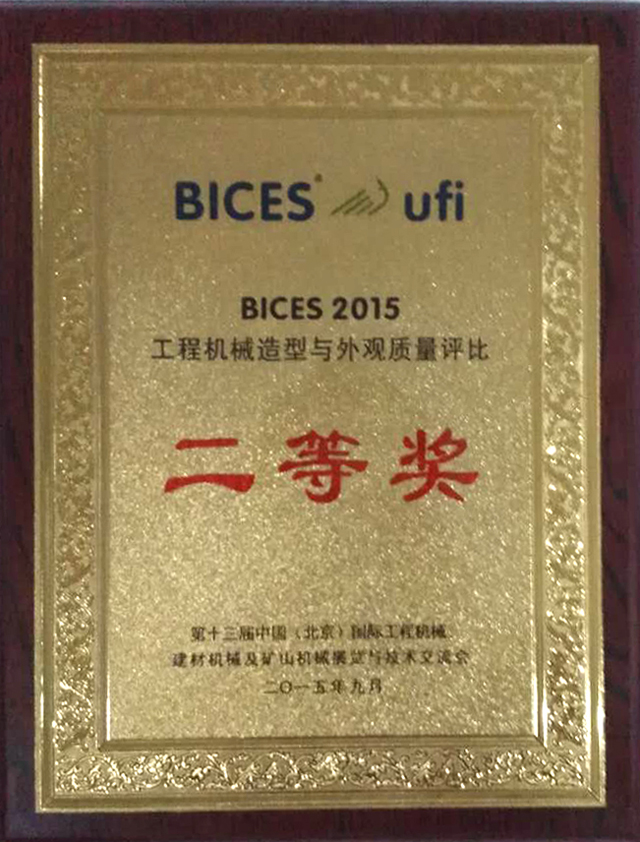 BICES® ufi
BICES 2015
工程机械造型与外观质量评比
二等奖
第十三届中国（北京）国际工程机械、
建材机械及矿山机械展览与技术交流会
二〇一五年九月